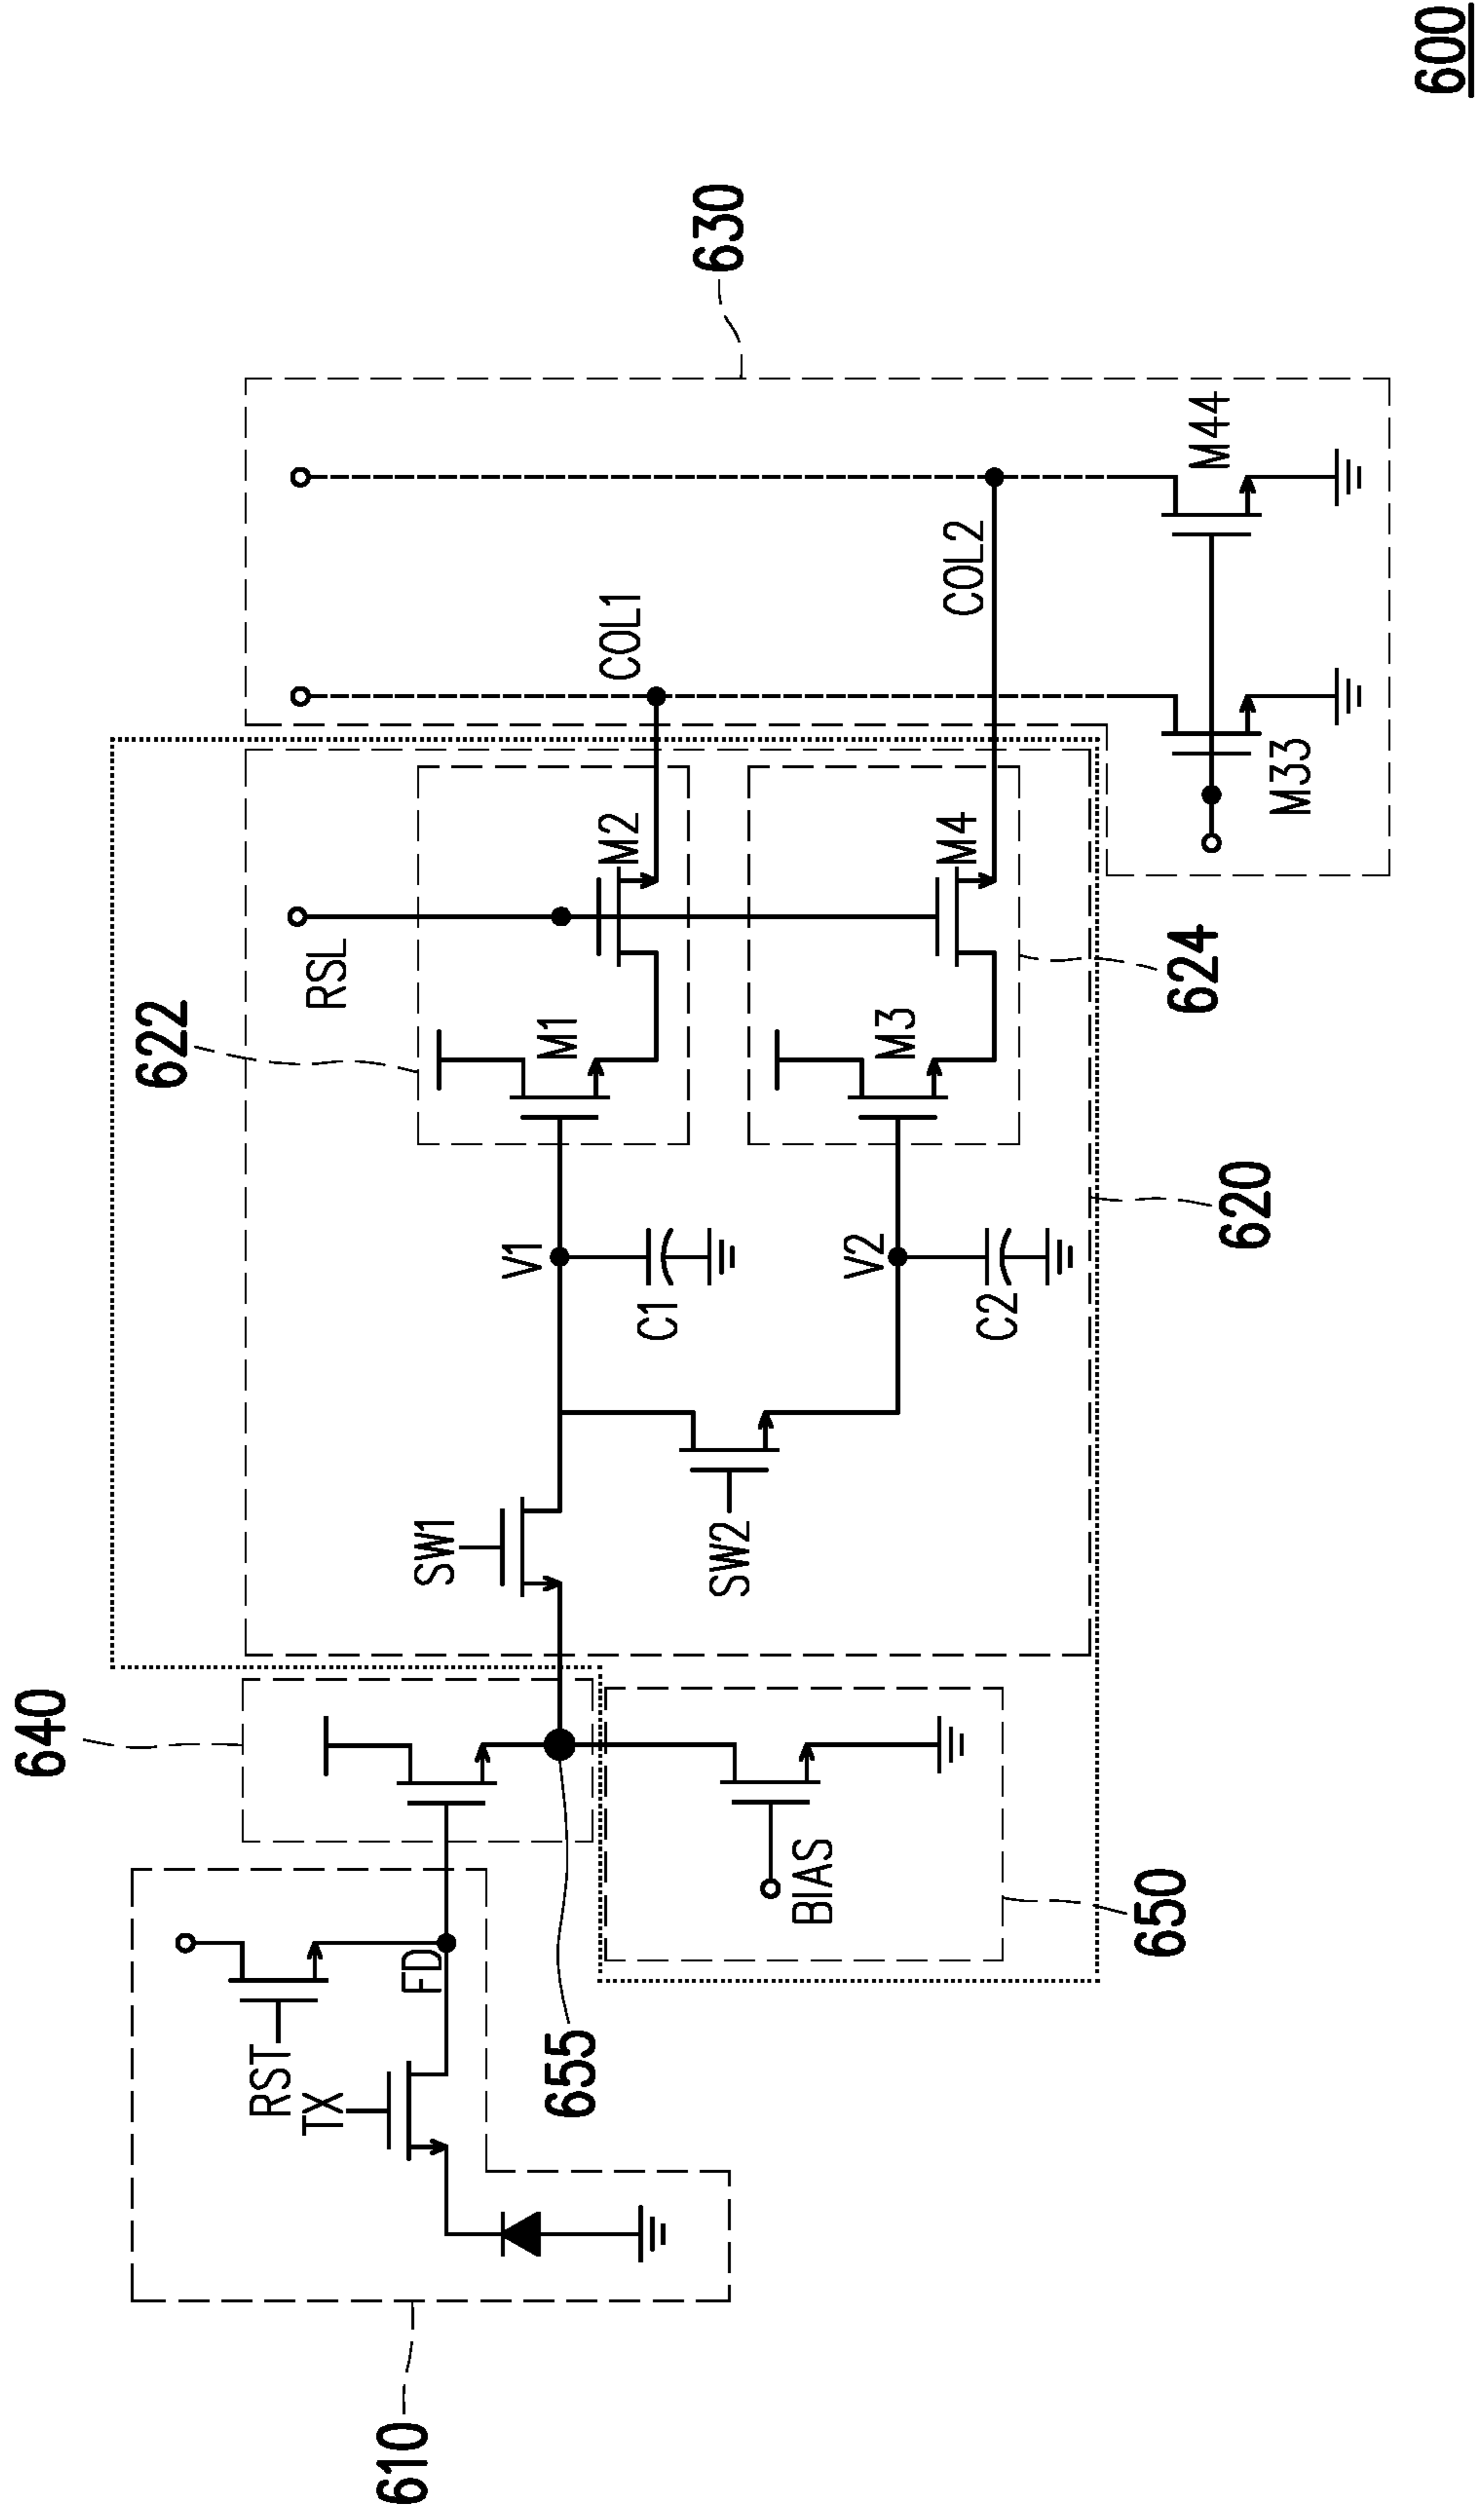 600
630
M44
COL2
COL1
M33
M2
M4
RSL
622
M1
M3
624
620
V1
V2
C1
C2
SW1
SW2
640
BIAS
650
FD
655
RST
TX
610